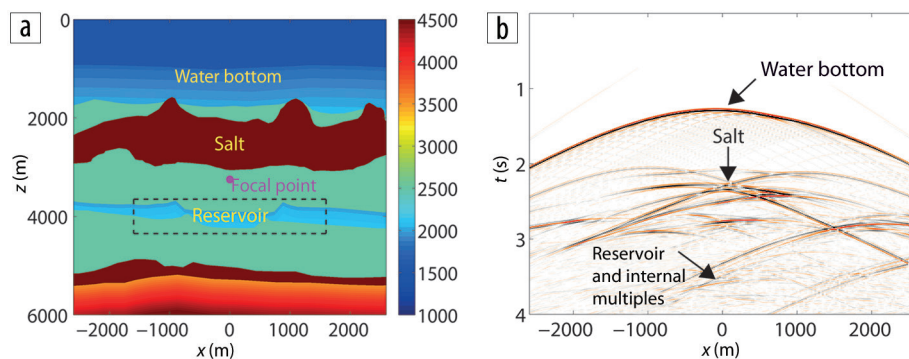 a
0
2000
4000
6000
z (m)
Water bottom
Salt
Focal point
Reservoir
−2000 −1000 0 1000 2000
x (m)
4500
4000
3500
3000
2500
2000
1500
1000
b
1
2
3
4
t (s)
Water bottom
Salt
Reservoir
and internal
multiples
−2000 −1000 0 1000 2000
x (m)